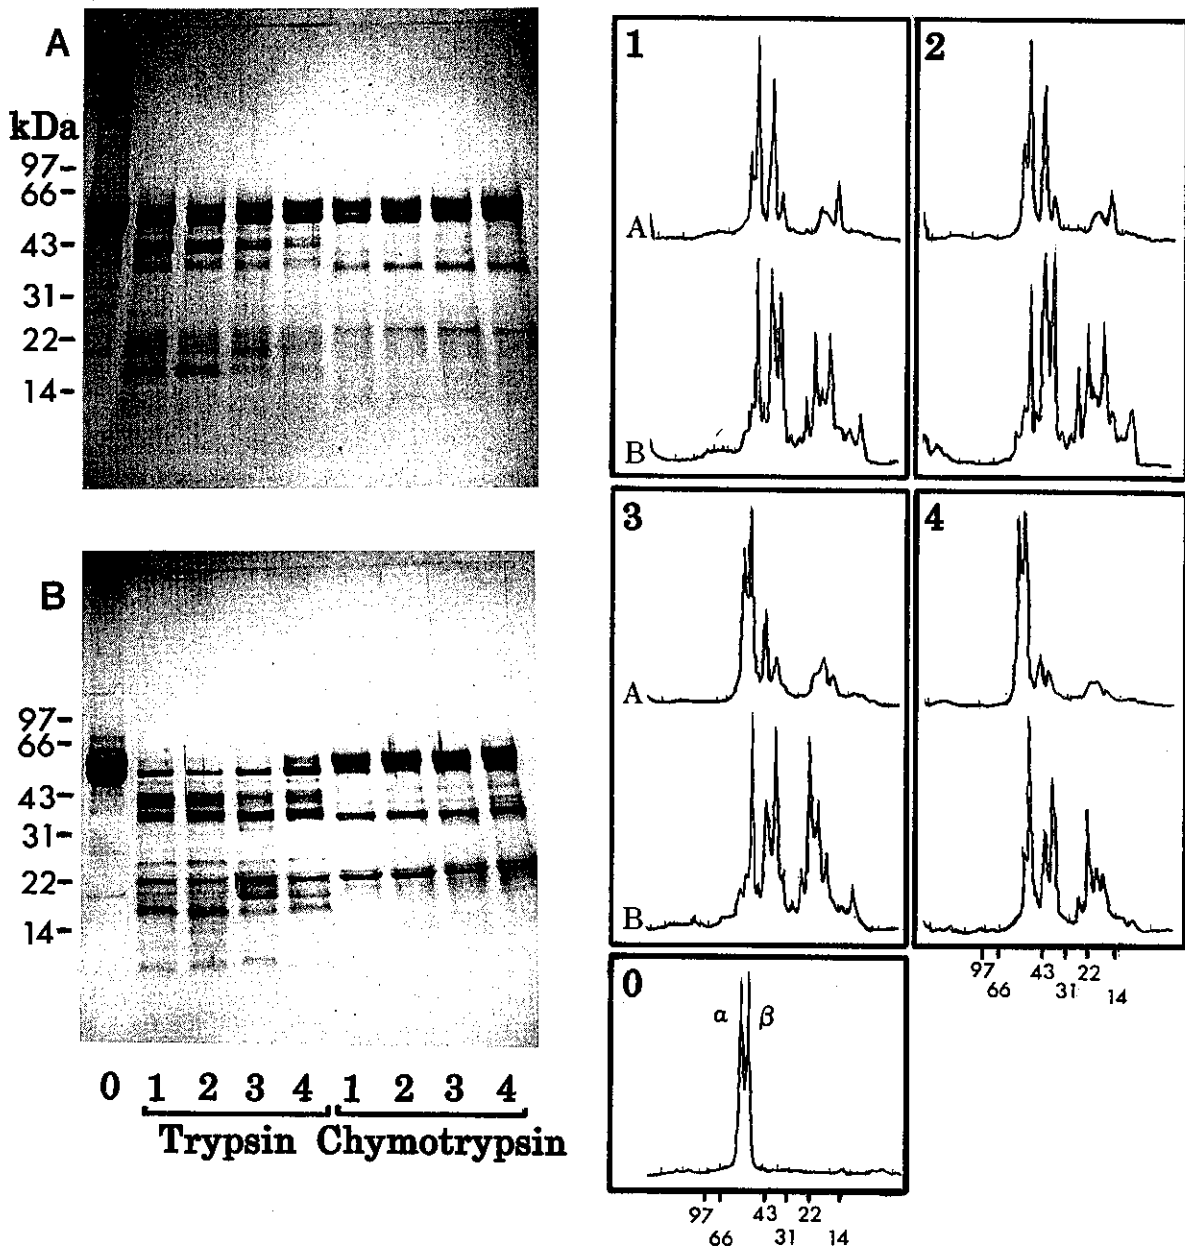 A
kDa
97-
66-
43-
31-
22-
14-
B
97-
66-
43-
31-
22-
14-
0 1 2 3 4 1 2 3 4
Trypsin Chymotrypsin
1
A
B
2
3
A
B
4
97 43 22
66 31 14
0
α β
97 43 22
66 31 14